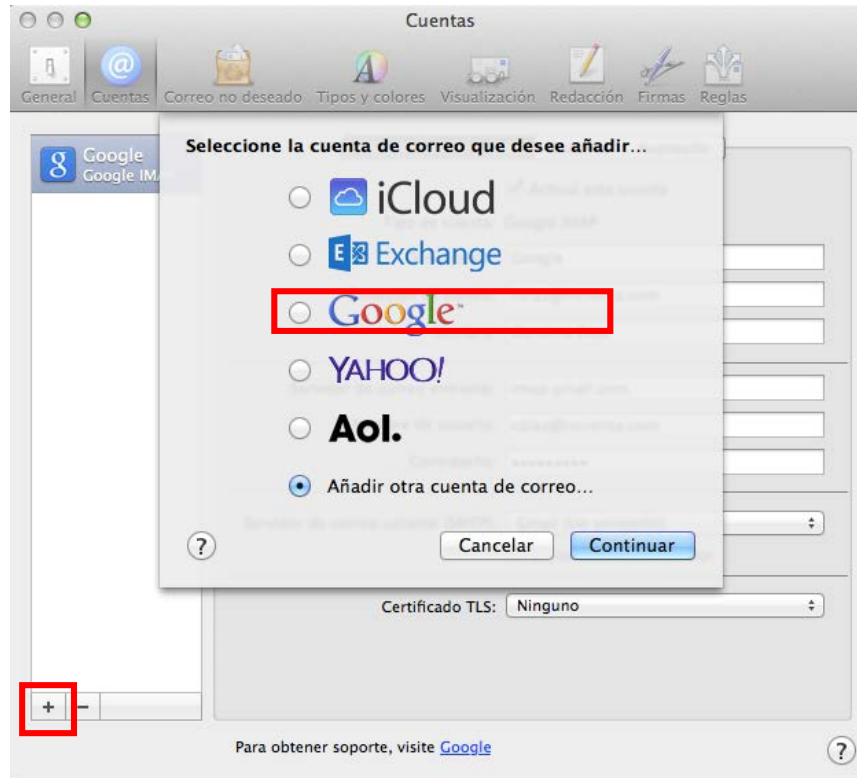 Cuentas
General Cuentas Correo no deseado Tipos y colores Visualización Redacción Firmas Reglas
Google
Google IMA
Seleccione la cuenta de correo que desee añadir...
iCloud
Exchange
Google
YAHOO!
Aol.
Añadir otra cuenta de correo...
? Cancelar Continuar
Certificado TLS: Ninguno
+ −
Para obtener soporte, visite Google ?